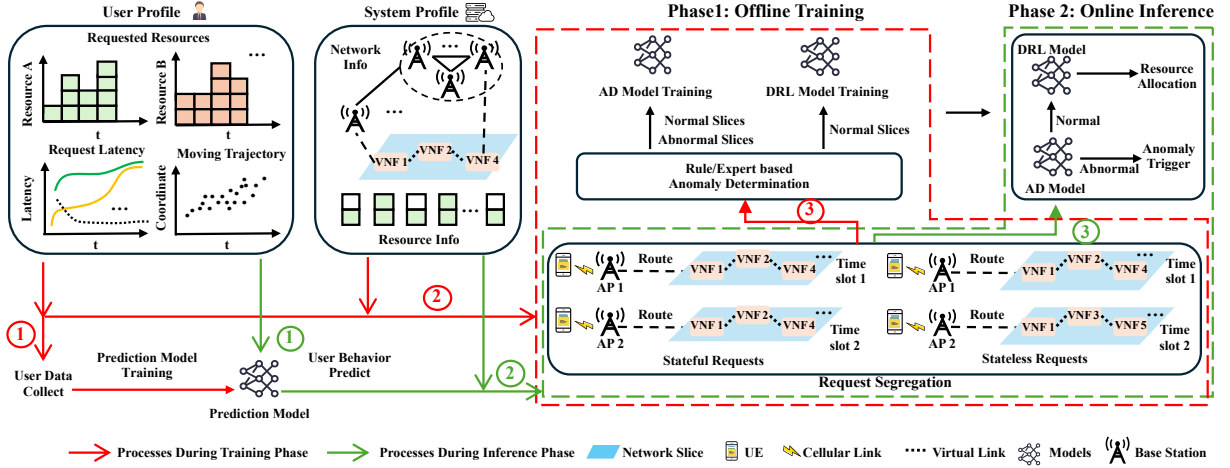 User Profile
Requested Resources
Resource A
t
Resource B
t
...
Request Latency
Latency
...
t
Moving Trajectory
Coordinate
t
System Profile
Network
Info
...
...
VNF 1
VNF 2
VNF 4
...
Resource Info
Phase1: Offline Training
AD Model Training
DRL Model Training
Normal Slices
Abnormal Slices
Normal Slices
Rule/Expert based
Anomaly Determination
3
Phase 2: Online Inference
DRL Model
Resource
Allocation
Normal
Abnormal
Anomaly
Trigger
AD Model
3
AP 1
Route
VNF 1
VNF 2
VNF 4
...
Time
slot 1
AP 2
Route
VNF 1
VNF 2
VNF 4
...
Time
slot 2
Stateful Requests
AP 1
Route
VNF 1
VNF 2
VNF 4
...
Time
slot 1
AP 2
Route
VNF 1
VNF 3
VNF 5
...
Time
slot 2
Stateless Requests
Request Segregation
2
1
1
2
User Data
Collect
Prediction Model
Training
Prediction Model
User Behavior
Predict
Processes During Training Phase
Processes During Inference Phase
Network Slice
UE
Cellular Link
Virtual Link
Models
Base Station